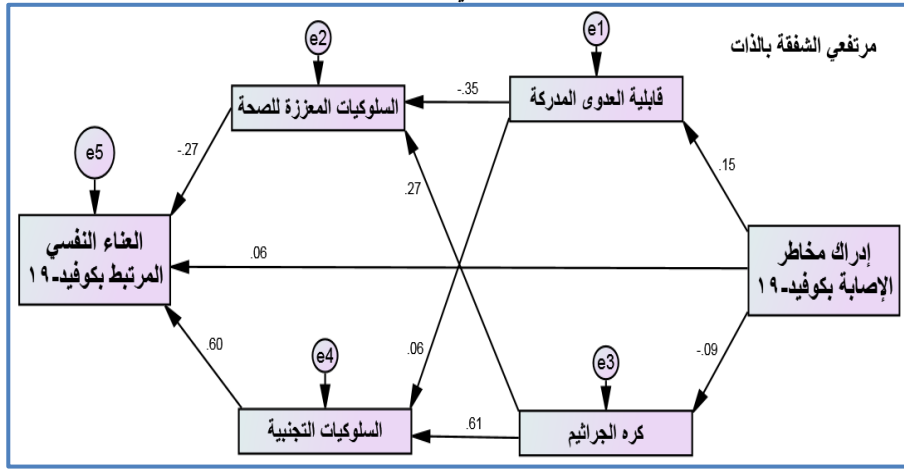 مرتفعي الشفقة بالذات
e1
e2
قابلية العدوى المدركة
-.35
السلوكيات المعززة للصحة
.15
.27
-.27
e5
إدراك مخاطر
الإصابة بكوفيد-١٩
.06
العناء النفسي
المرتبط بكوفيد-١٩
-.09
.06
.60
e3
e4
كره الجراثيم
.61
السلوكيات التجنبية